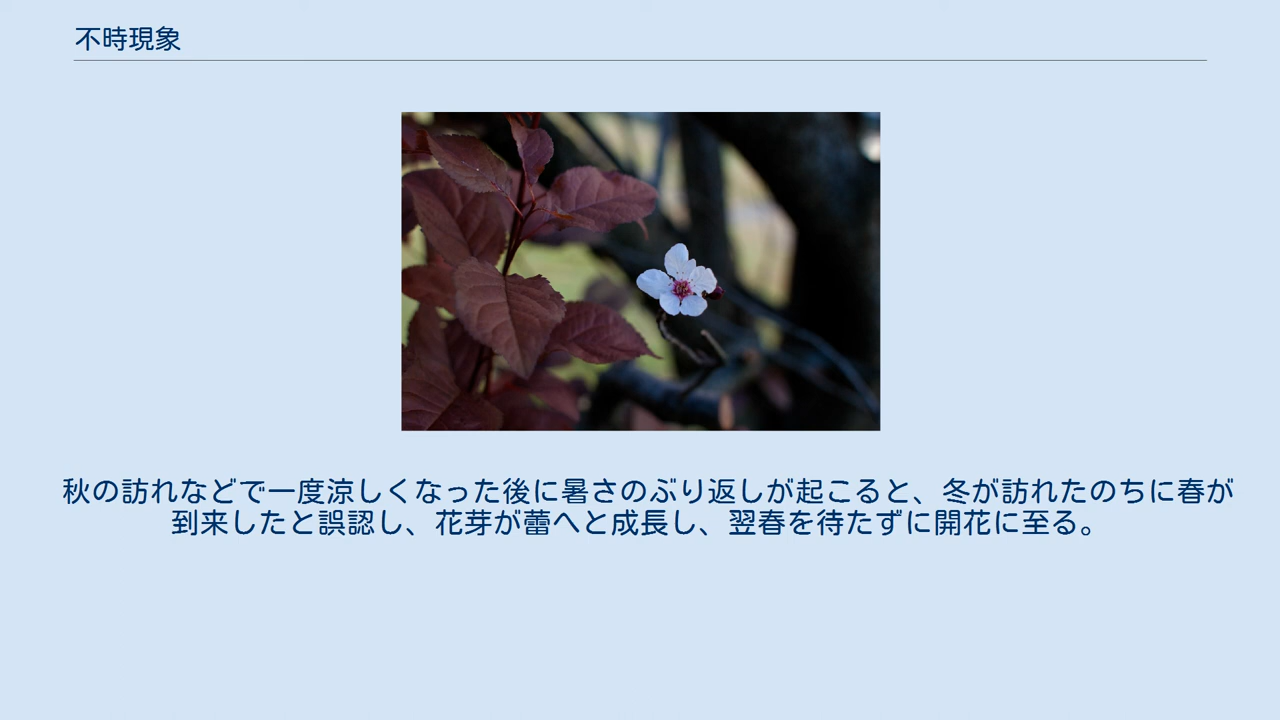 不時現象
秋の訪れなどで一度涼しくなった後に暑さのぶり返しが起こると、冬が訪れたのちに春が
到来したと誤認し、花芽が蕾へと成長し、翌春を待たずに開花に至る。